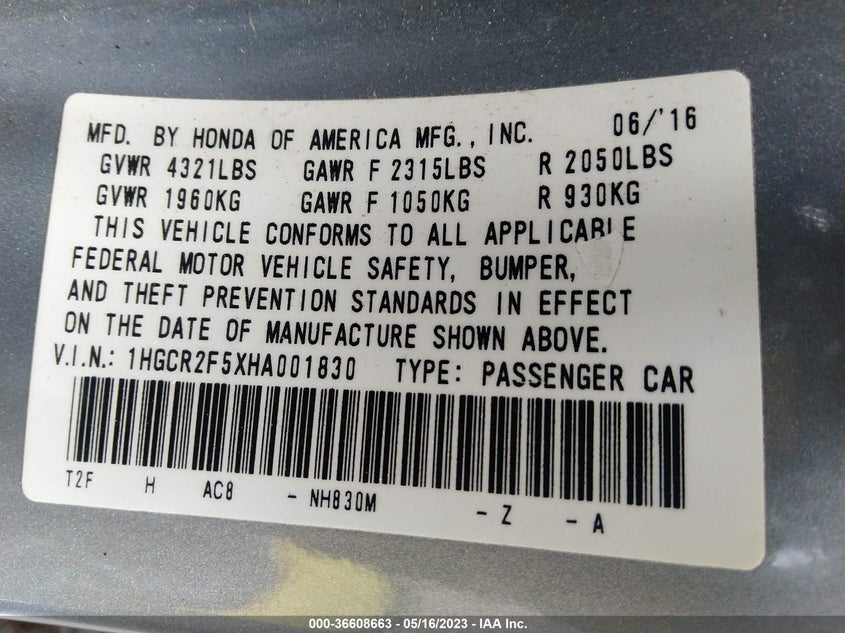 MFD. BY HONDA OF AMERICA MFG., INC. 06/'16
GVWR 4321LBS GAWR F 2315LBS R 2050LBS
GVWR 1960KG GAWR F 1050KG R 930KG
THIS VEHICLE CONFORMS TO ALL APPLICABLE
FEDERAL MOTOR VEHICLE SAFETY, BUMPER,
AND THEFT PREVENTION STANDARDS IN EFFECT
ON THE DATE OF MANUFACTURE SHOWN ABOVE.
V.I.N.: 1HGCR2F5XHA001830 TYPE: PASSENGER CAR
T2F H AC8 - NH830M - Z - A
000-36608663 - 05/16/2023 - IAA Inc.